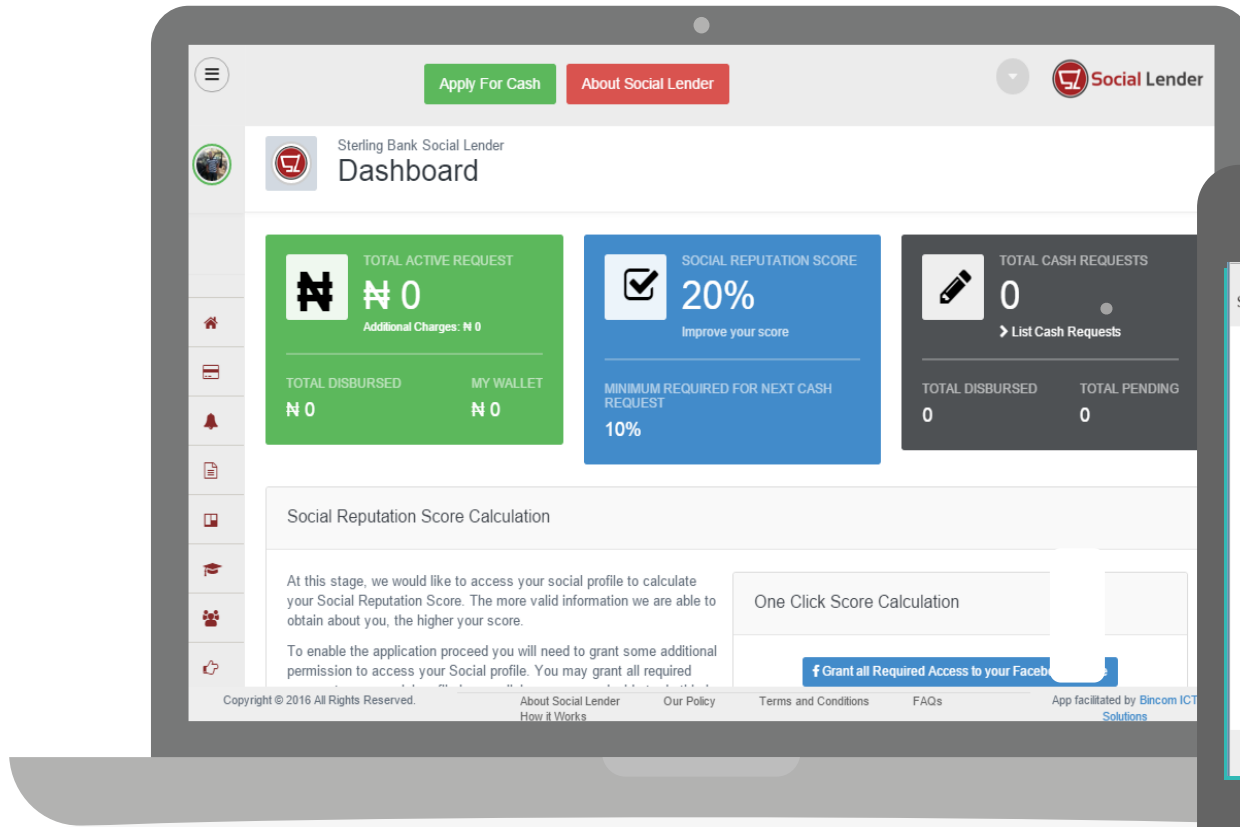 Apply For Cash
About Social Lender
Social Lender
Sterling Bank Social Lender
Dashboard
TOTAL ACTIVE REQUEST
₦ 0
Additional Charges: ₦ 0
TOTAL DISBURSED
MY WALLET
₦ 0
₦ 0
SOCIAL REPUTATION SCORE
20%
Improve your score
MINIMUM REQUIRED FOR NEXT CASH
REQUEST
10%
TOTAL CASH REQUESTS
0
List Cash Requests
TOTAL DISBURSED
TOTAL PENDING
0
0
Social Reputation Score Calculation
At this stage, we would like to access your social profile to calculate
your Social Reputation Score. The more valid information we are able to
obtain about you, the higher your score.
To enable the application proceed you will need to grant some additional
permission to access your Social profile. You may grant all required
One Click Score Calculation
Grant all Required Access to your
Copyright © 2016 All Rights Reserved.
About Social Lender
How it Works
Our Policy
Terms and Conditions
FAQs
App facilitated by Bincom ICT
Solutions